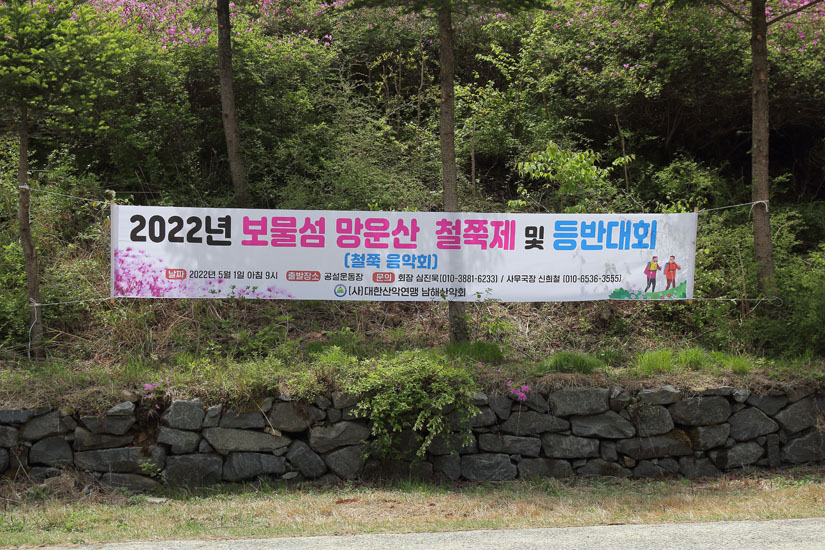 2022년 보물섬 망운산 철쭉제 및 등반대회
(철쭉 음악회)
날짜 2022년 5월 1일 아침 9시 출발장소 공설운동장 문의 회장 심진욱(010-3881-6233) / 사무국장 신희철 (010-6536-3555)
(사)대한산악연맹 남해산악회